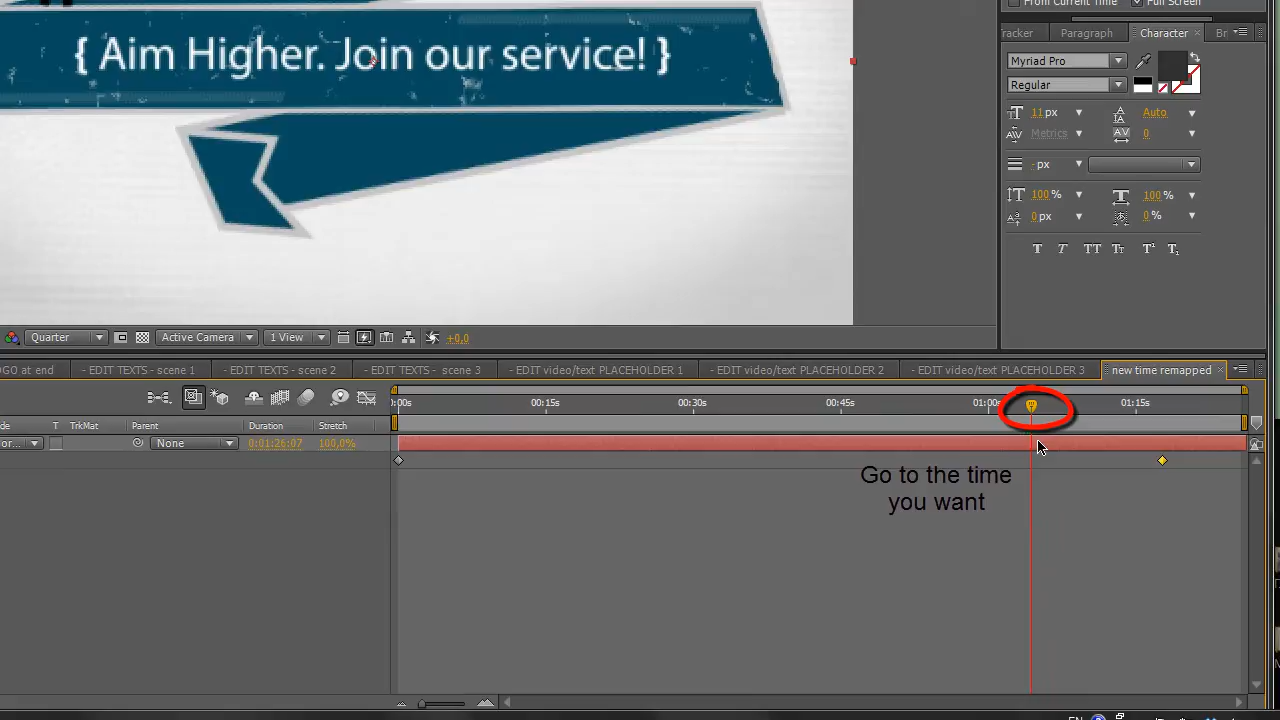 From Current Time
Full Screen
{ Aim Higher. Join our service! }
racker
Paragraph
Character
×
Br
Myriad Pro
Regular
11 px
Auto
Metrics
0
- px
100 %
100 %
0 px
0 %
T T TT Tr T¹ T₁
Quarter
Active Camera
1 View
+0,0
OGO at end
- EDIT TEXTS - scene 1
- EDIT TEXTS - scene 2
- EDIT TEXTS - scene 3
- EDIT video/text PLACEHOLDER 1
- EDIT video/text PLACEHOLDER 2
- EDIT video/text PLACEHOLDER 3
new time remapped ×
):00s
00:15s
00:30s
00:45s
01:00s
01:15s
T
TrkMat
Parent
Duration
Stretch
or...
None
0:01:26:07
100,0%
Go to the time
you want
EN